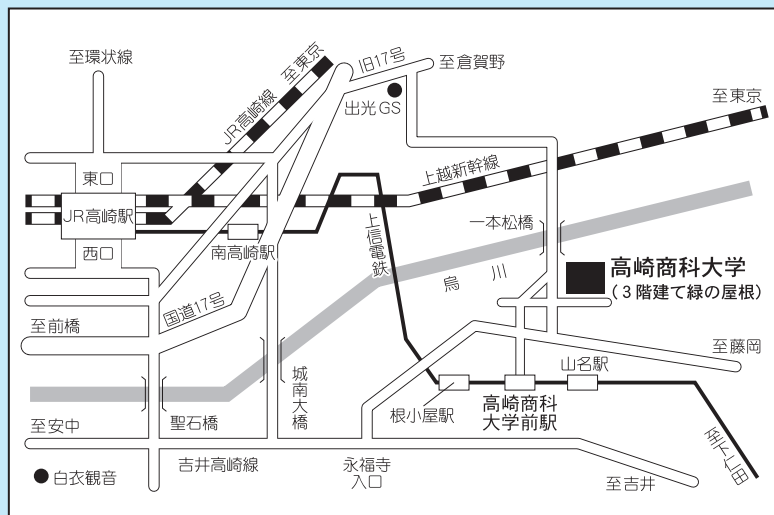 至環状線
至東京
旧17号
至倉賀野
JR高崎線
出光GS
至東京
東口
上越新幹線
JR高崎駅
西口
南高崎駅
上信電鉄
一本松橋
烏川
高崎商科大学
(3階建て緑の屋根)
国道17号
至前橋
至藤岡
山名駅
城南大橋
根小屋駅
高崎商科
大学前駅
聖石橋
至安中
吉井高崎線
永福寺
入口
至下仁田
白衣観音
至吉井